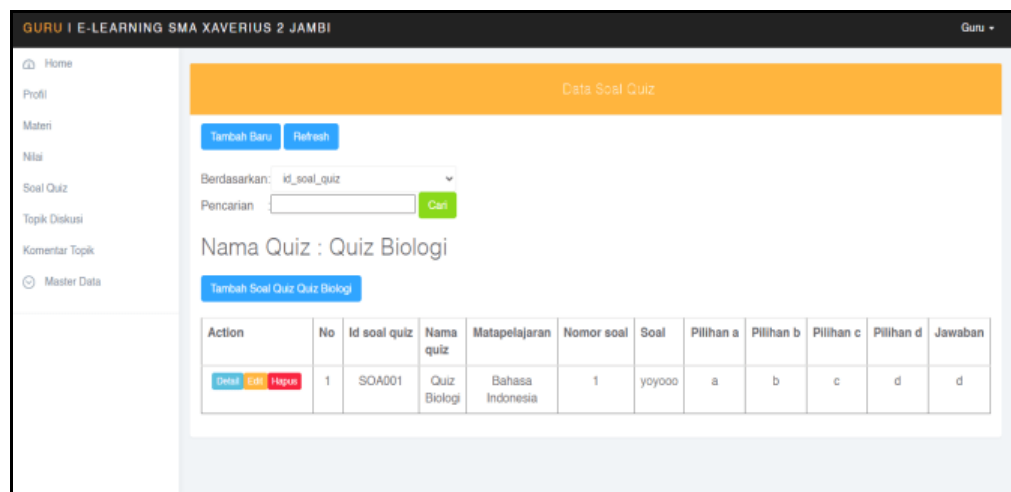 GURU I E-LEARNING SMA XAVERIUS 2 JAMBI
Guru
Home
Profil
Materi
Nilai
Soal Quiz
Topik Diskusi
Komentar Topik
Master Data
Data Soal Quiz
Tambah Baru Refresh
Berdasarkan: id_soal_quiz
Pencarian : Cari
Nama Quiz : Quiz Biologi
Tambah Soal Quiz Quiz Biologi
Action No Id soal quiz Nama quiz Matapelajaran Nomor soal Soal Pilihan a Pilihan b Pilihan c Pilihan d Jawaban
Detail Edit Hapus 1 SOA001 Quiz Biologi Bahasa Indonesia 1 yoyooo a b c d d